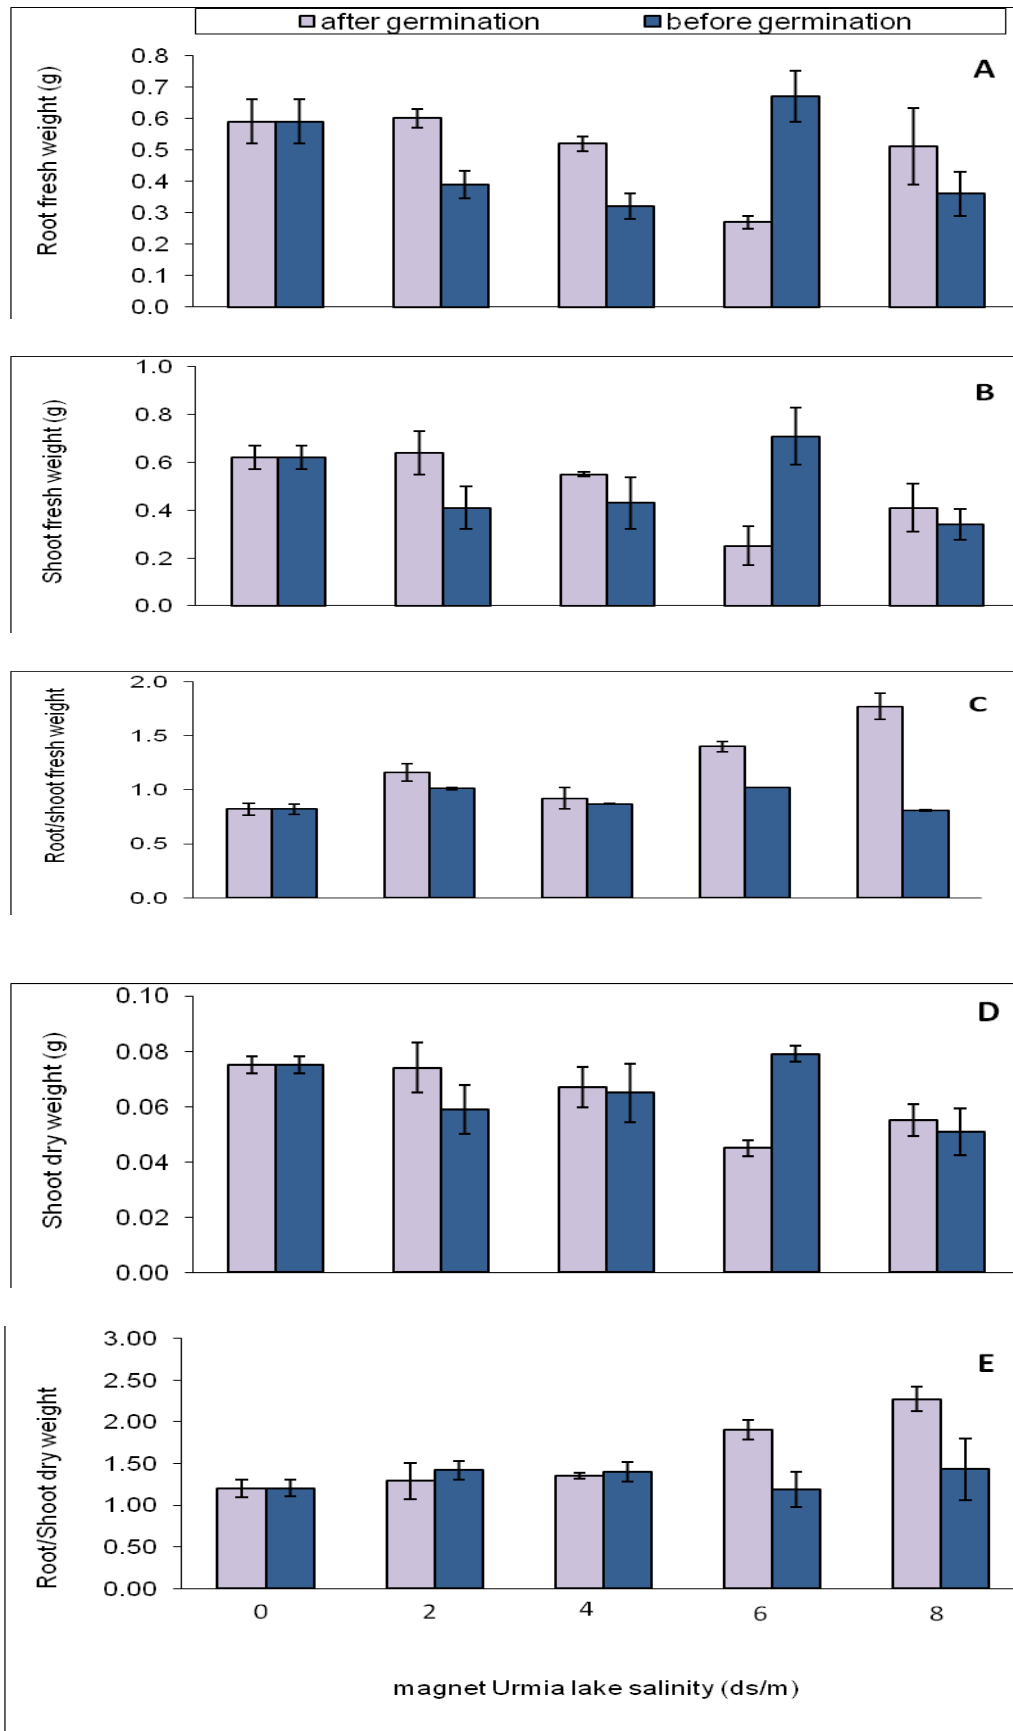 after germination before germination
A
Root fresh weight (g)
0.8
0.7
0.6
0.5
0.4
0.3
0.2
0.1
0.0
B
Shoot fresh weight (g)
1.0
0.8
0.6
0.4
0.2
0.0
C
Root/shoot fresh weight
2.0
1.5
1.0
0.5
0.0
D
Shoot dry weight (g)
0.10
0.08
0.06
0.04
0.02
0.00
E
Root/Shoot dry weight
3.00
2.50
2.00
1.50
1.00
0.50
0.00
0 2 4 6 8
magnet Urmia lake salinity (ds/m)